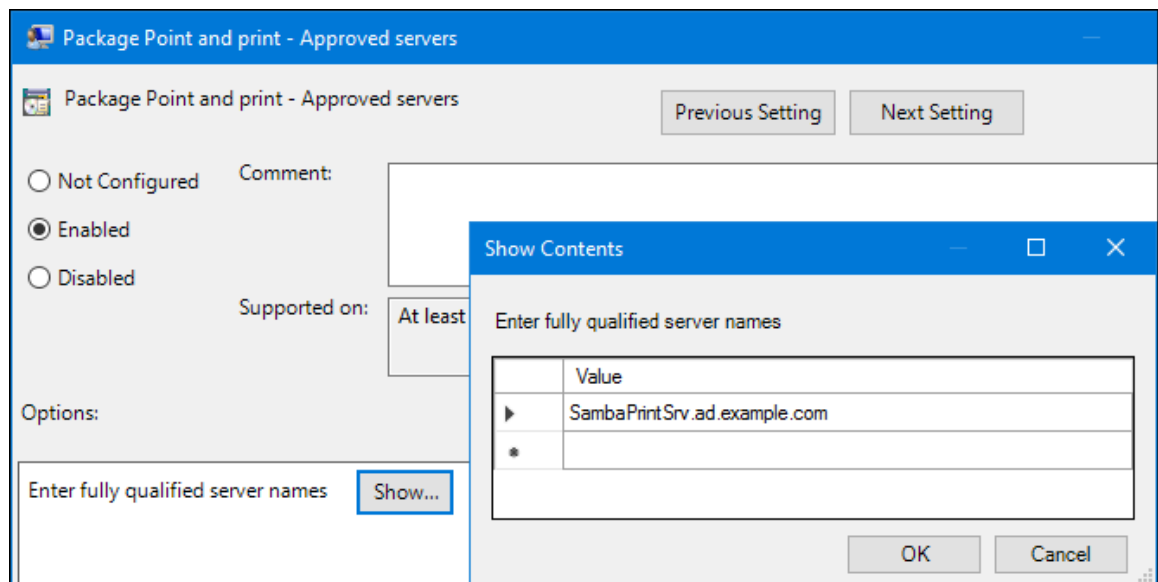 Package Point and print - Approved servers
Package Point and print - Approved servers
Previous Setting
Next Setting
Not Configured
Comment:
Enabled
Disabled
Supported on:
At least
Show Contents
Enter fully qualified server names
Value
SambaPrintSrv.ad.example.com
OK
Cancel
Options:
Enter fully qualified server names
Show...